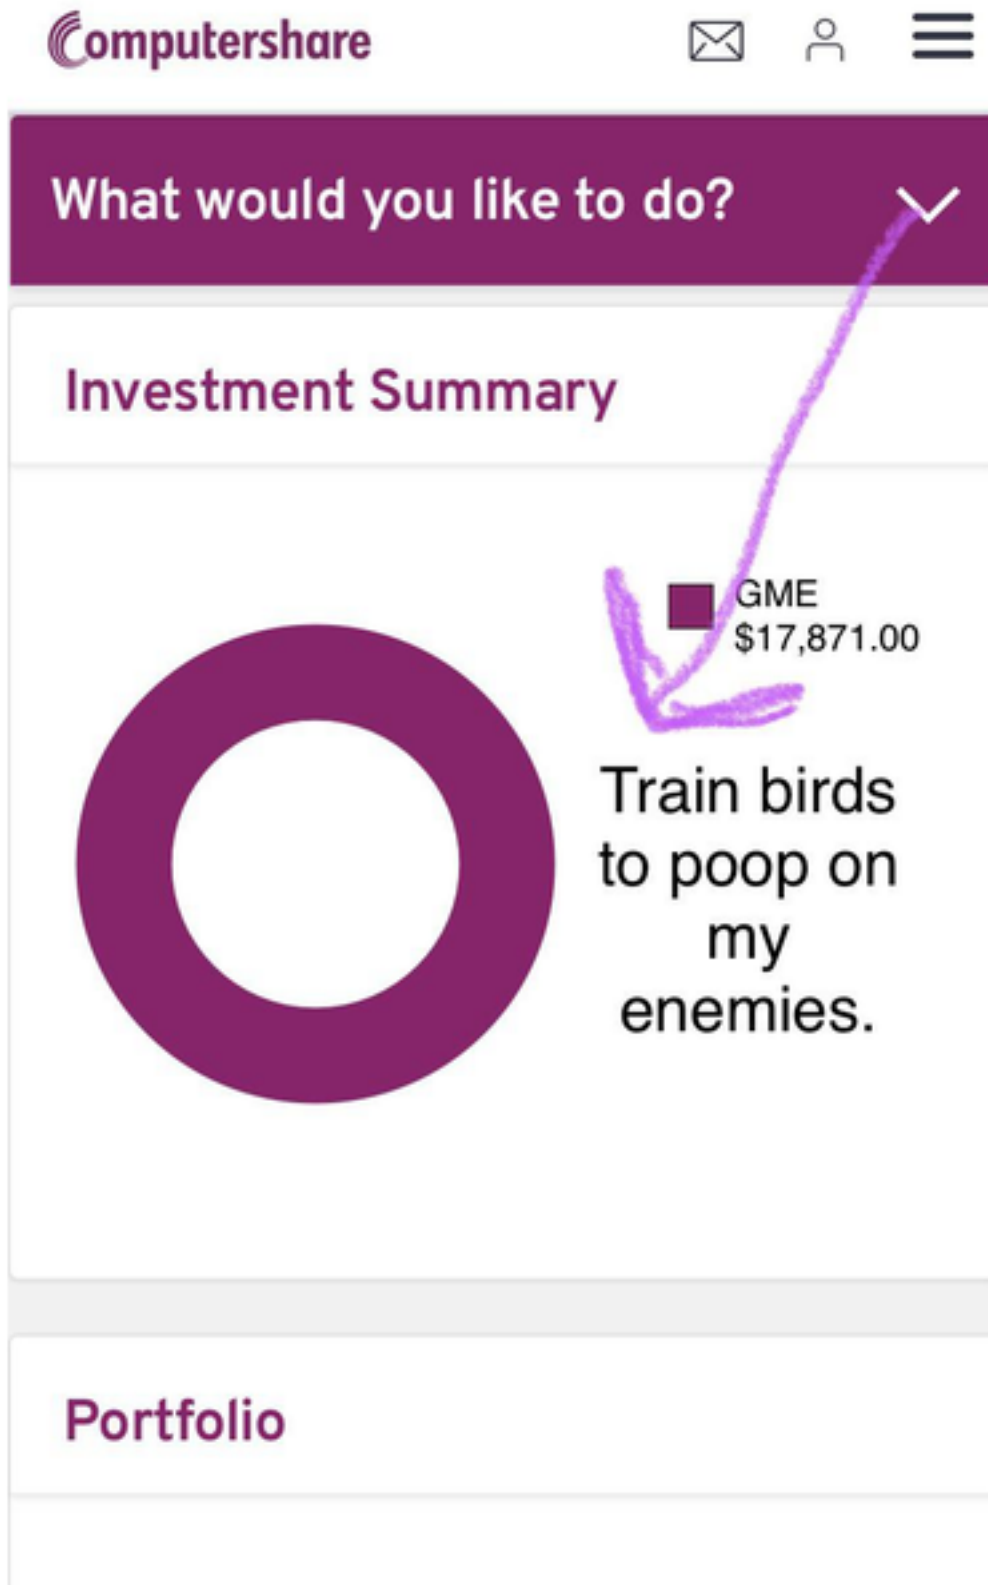 Computershare
What would you like to do?
Investment Summary
GME
$17,871.00
Train birds
to poop on
my
enemies.
Portfolio